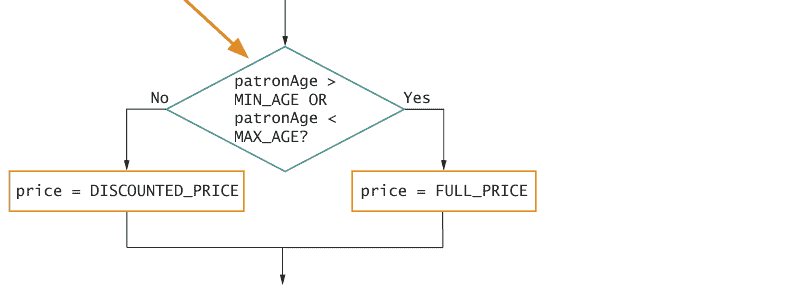 patronAge >
No
MIN_AGE OR
Yes
patronAge <
MAX_AGE?
price = DISCOUNTED_PRICE
price = FULL_PRICE